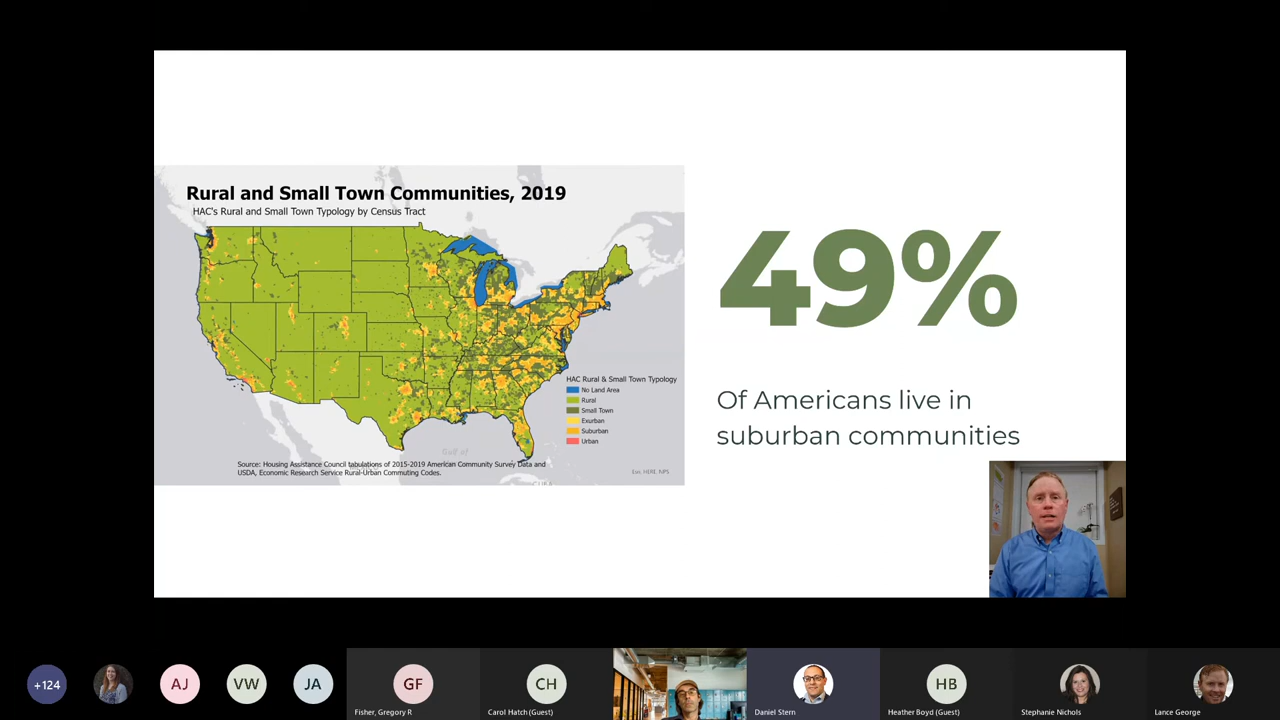 Rural and Small Town Communities, 2019
HAC's Rural and Small Town Typology by Census Tract
HAC Rural & Small Town Typology
No Land Area
Rural
Small Town
Exurban
Suburban
Urban
Gulf of
Source: Housing Assistance Council tabulations of 2015-2019 American Community Survey Data and
USDA, Economic Research Service Rural-Urban Commuting Codes.
49%
Of Americans live in
suburban communities
+124
AJ
VW
JA
GF
Fisher, Gregory R
CH
Carol Hatch (Guest)
Daniel Stern
HB
Heather Boyd (Guest)
Stephanie Nichols
Lance George